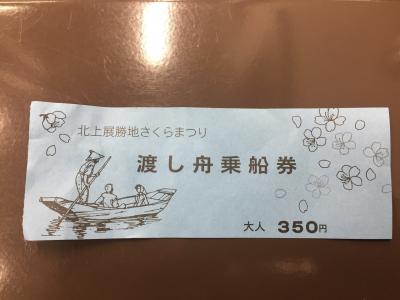 北上展勝地さくらまつり
渡し舟乗船券
大人 350円